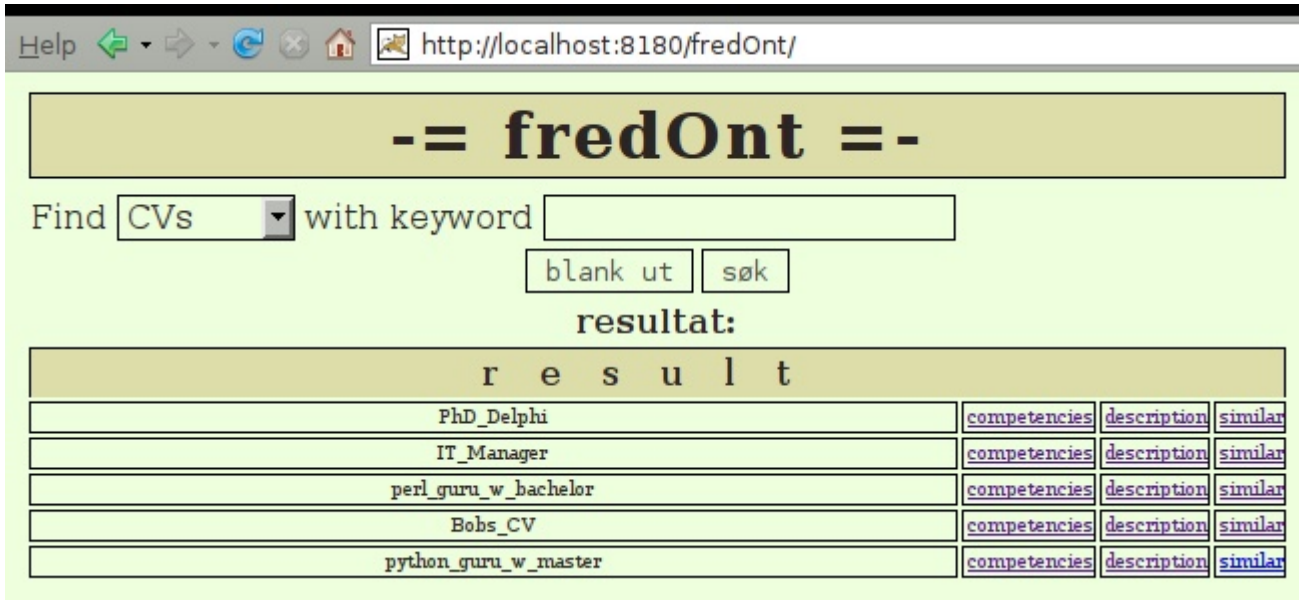 Help http://localhost:8180/fredOnt/
-= fredOnt =-
Find CVs with keyword
blank ut søk
resultat:
r e s u l t
PhD_Delphi competencies description similar
IT_Manager competencies description similar
perl_guru_w_bachelor competencies description similar
Bobs_CV competencies description similar
python_guru_w_master competencies description similar